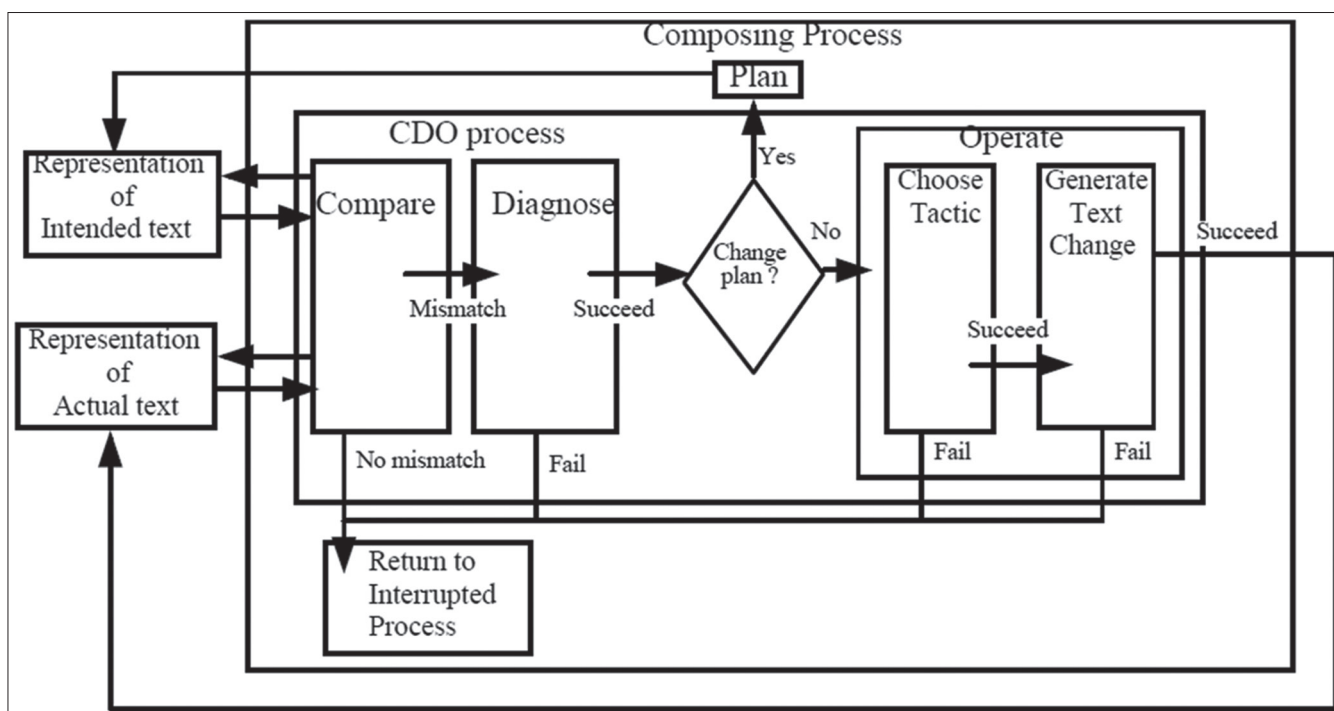 Composing Process
Plan
CDO process
Operate
Yes
Representation
of
Intended text
Compare
Diagnose
Choose
Tactic
Generate
Text
Change
Succeed
No
Change
plan ?
Mismatch
Succeed
Succeed
Representation
of
Actual text
No mismatch
Fail
Fail
Fail
Return to
Interrupted
Process